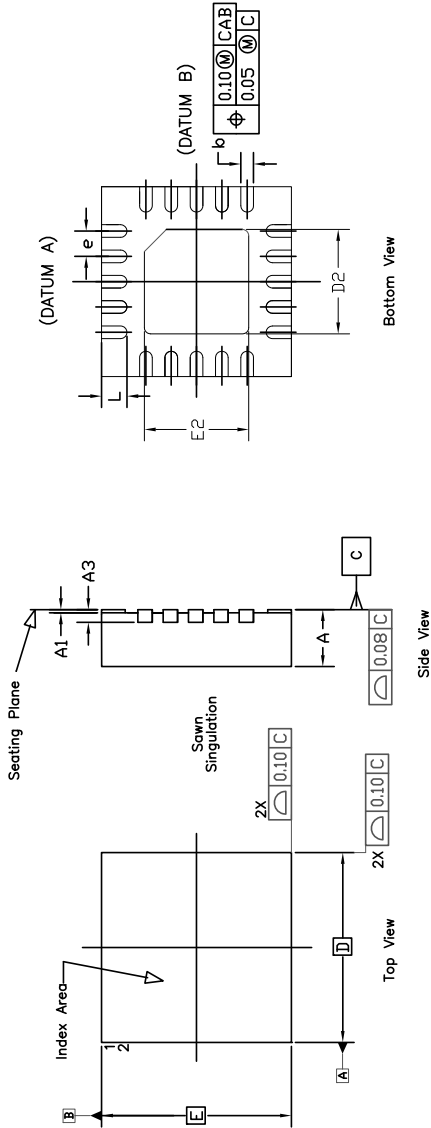 Index Area
1
2
B
E
A
D
2X
0.10 C
2X
0.10 C
Top View
Sawn
Singulation
Seating Plane
A1
A3
A
C
0.08 C
Side View
(DATUM A)
(DATUM B)
L
e
b
0.10 Ⓜ CAB
0.05 Ⓜ C
E2
D2
Bottom View